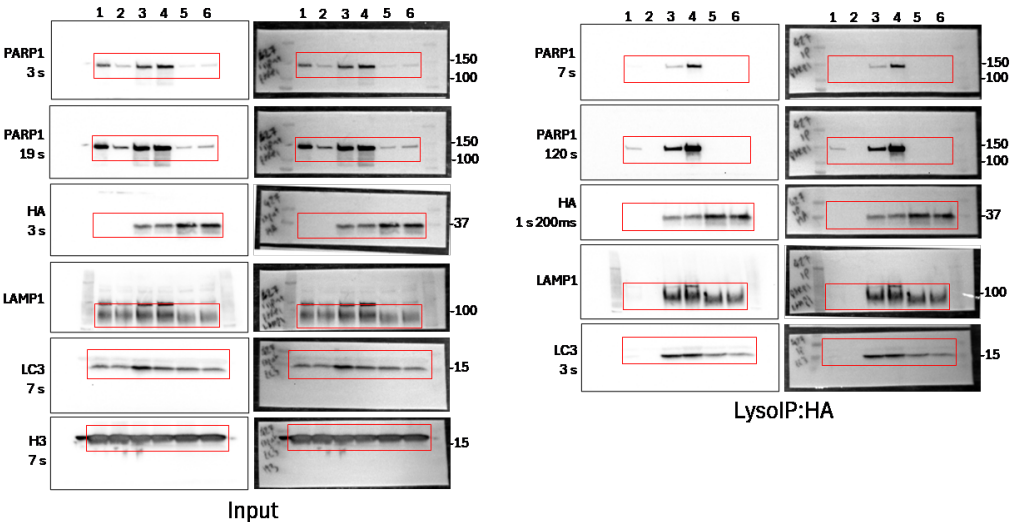 1 2 3 4 5 6 1 2 3 4 5 6
PARP1
3 s
150
100
PARP1
19 s
150
100
HA
3 s
37
LAMP1
100
LC3
7 s
15
H3
7 s
15
Input
1 2 3 4 5 6 1 2 3 4 5 6
PARP1
7 s
150
100
PARP1
120 s
150
100
HA
1 s 200ms
37
LAMP1
100
LC3
3 s
15
LysoIP:HA